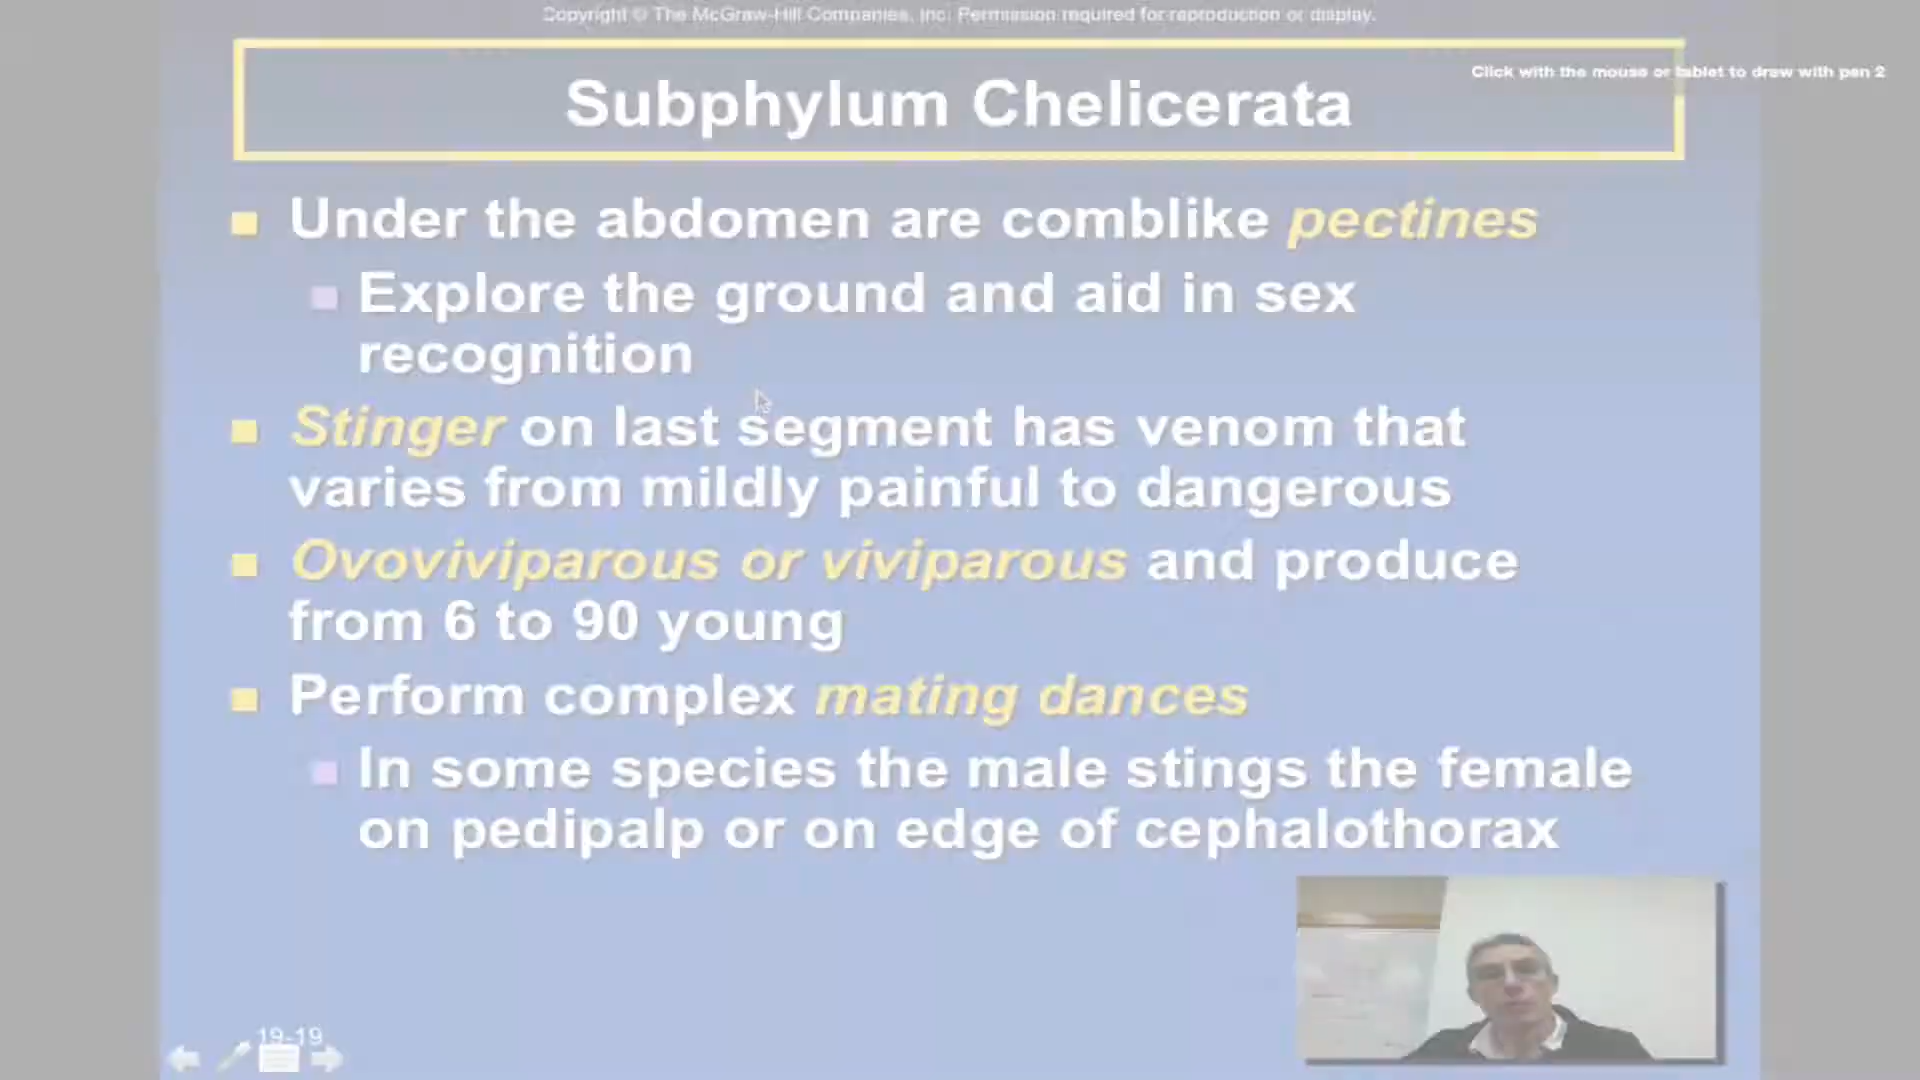 Copyright © The McGraw-Hill Companies, Inc. Permission required for reproduction or display.
Click with the mouse or tablet to draw with pen 2
Subphylum Chelicerata
Under the abdomen are comblike pectines
Explore the ground and aid in sex
recognition
Stinger on last segment has venom that
varies from mildly painful to dangerous
Ovoviviparous or viviparous and produce
from 6 to 90 young
Perform complex mating dances
In some species the male stings the female
on pedipalp or on edge of cephalothorax
19-19